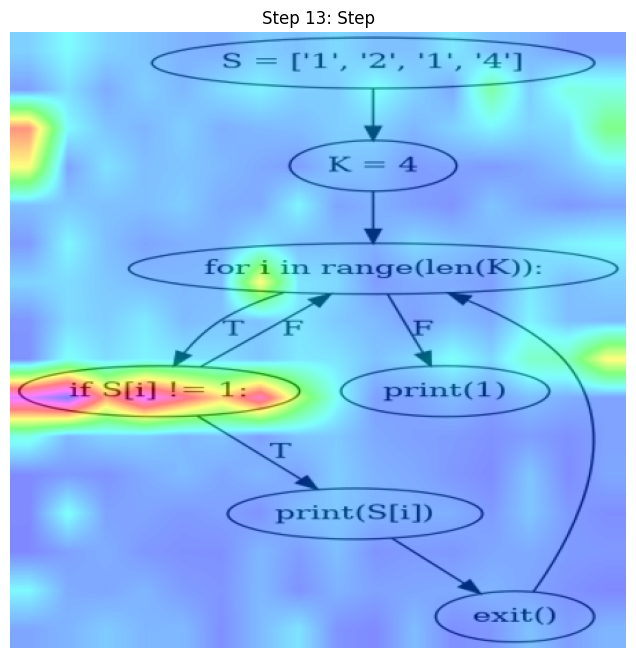 Step 13: Step
S = ['1', '2', '1', '4']
K = 4
for i in range(len(K)):
T
F
F
if S[i] != 1:
print(1)
T
print(S[i])
exit()